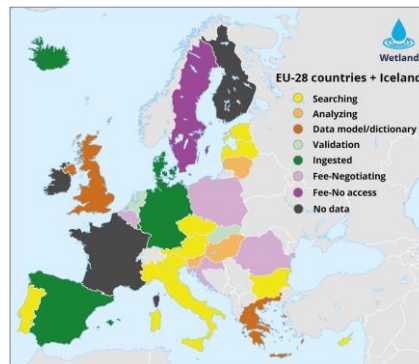 Wetland
EU-28 countries + Iceland
Searching
Analyzing
Data model/dictionary
Validation
Ingested
Fee-Negotiating
Fee-No access
No data